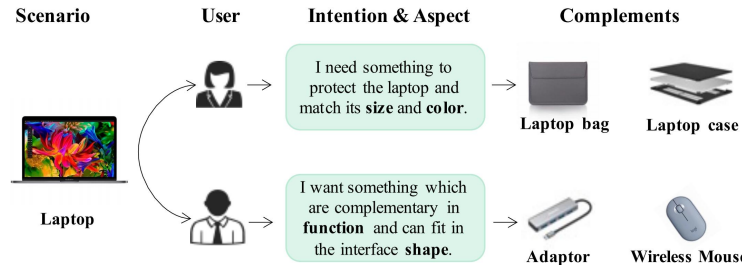 Scenario
User
Intention & Aspect
Complements
I need something to
protect the laptop and
match its size and color.
Laptop bag
Laptop case
Laptop
I want something which
are complementary in
function and can fit in
the interface shape.
Adaptor
Wireless Mouse